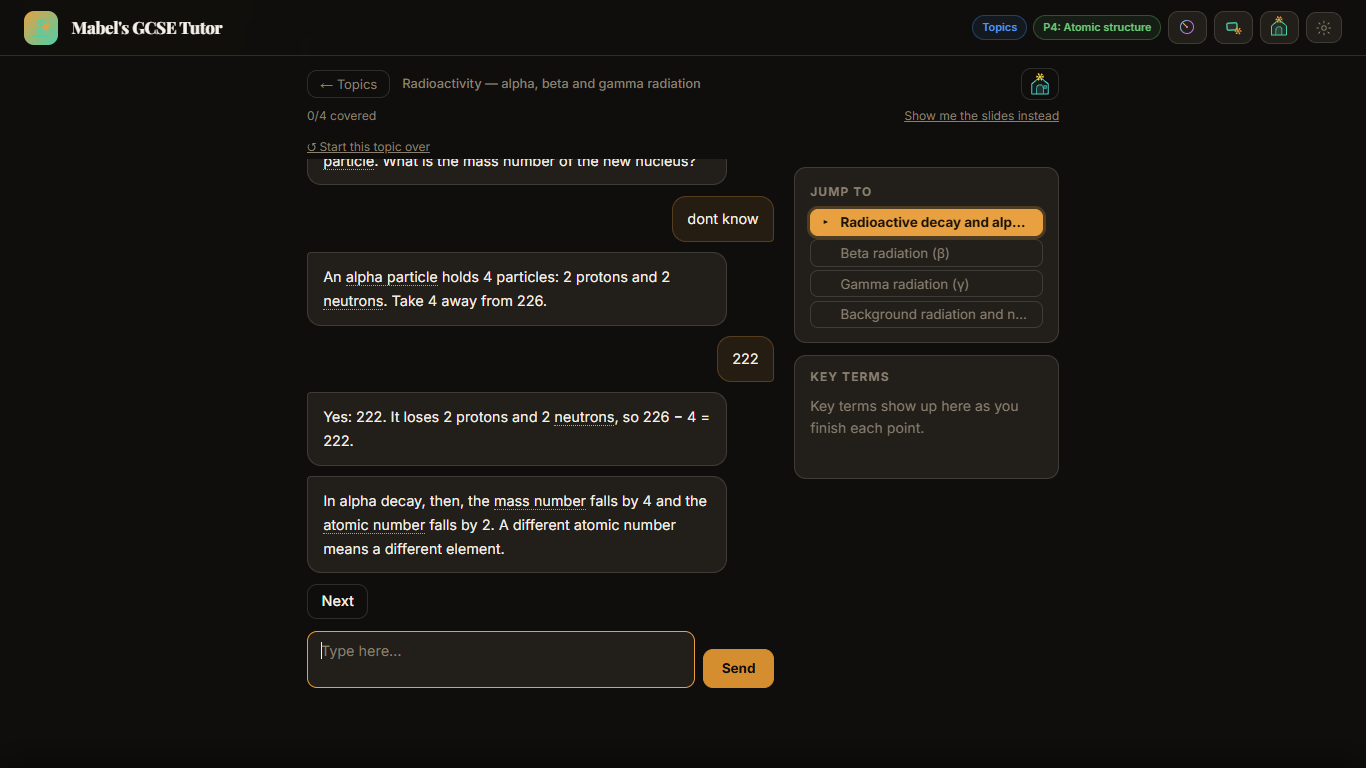 Mabel's GCSE Tutor
Topics
P4: Atomic structure
← Topics
Radioactivity — alpha, beta and gamma radiation
0/4 covered
Show me the slides instead
↺ Start this topic over
particle. What is the mass number of the new nucleus?
dont know
An alpha particle holds 4 particles: 2 protons and 2
neutrons. Take 4 away from 226.
222
Yes: 222. It loses 2 protons and 2 neutrons, so 226 − 4 =
222.
In alpha decay, then, the mass number falls by 4 and the
atomic number falls by 2. A different atomic number
means a different element.
Next
Type here...
Send
JUMP TO
Radioactive decay and alp...
Beta radiation (β)
Gamma radiation (γ)
Background radiation and n...
KEY TERMS
Key terms show up here as you
finish each point.